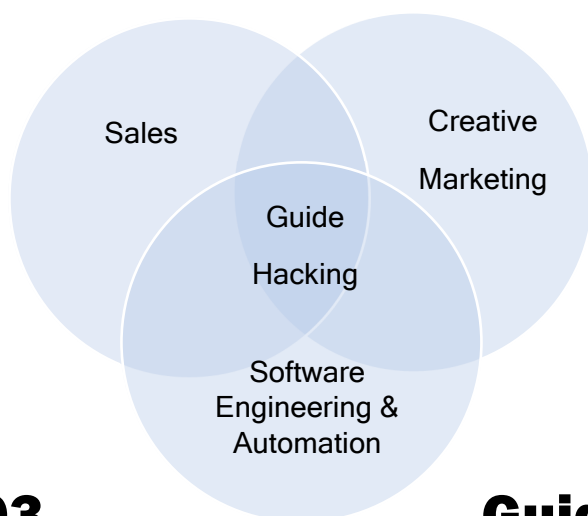 Sales
Creative
Marketing
Guide
Hacking
Software
Engineering &
Automation